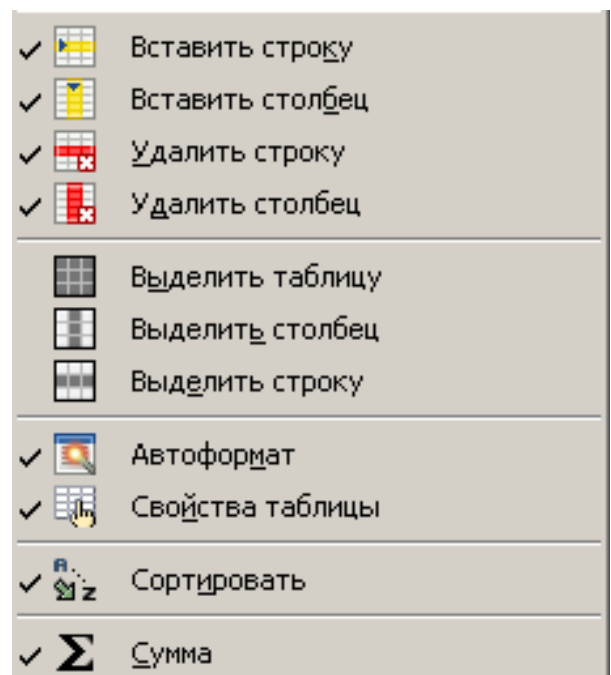 Вставить строку
Вставить столбец
Удалить строку
Удалить столбец
Выделить таблицу
Выделить столбец
Выделить строку
Автоформат
Свойства таблицы
Сортировать
Сумма